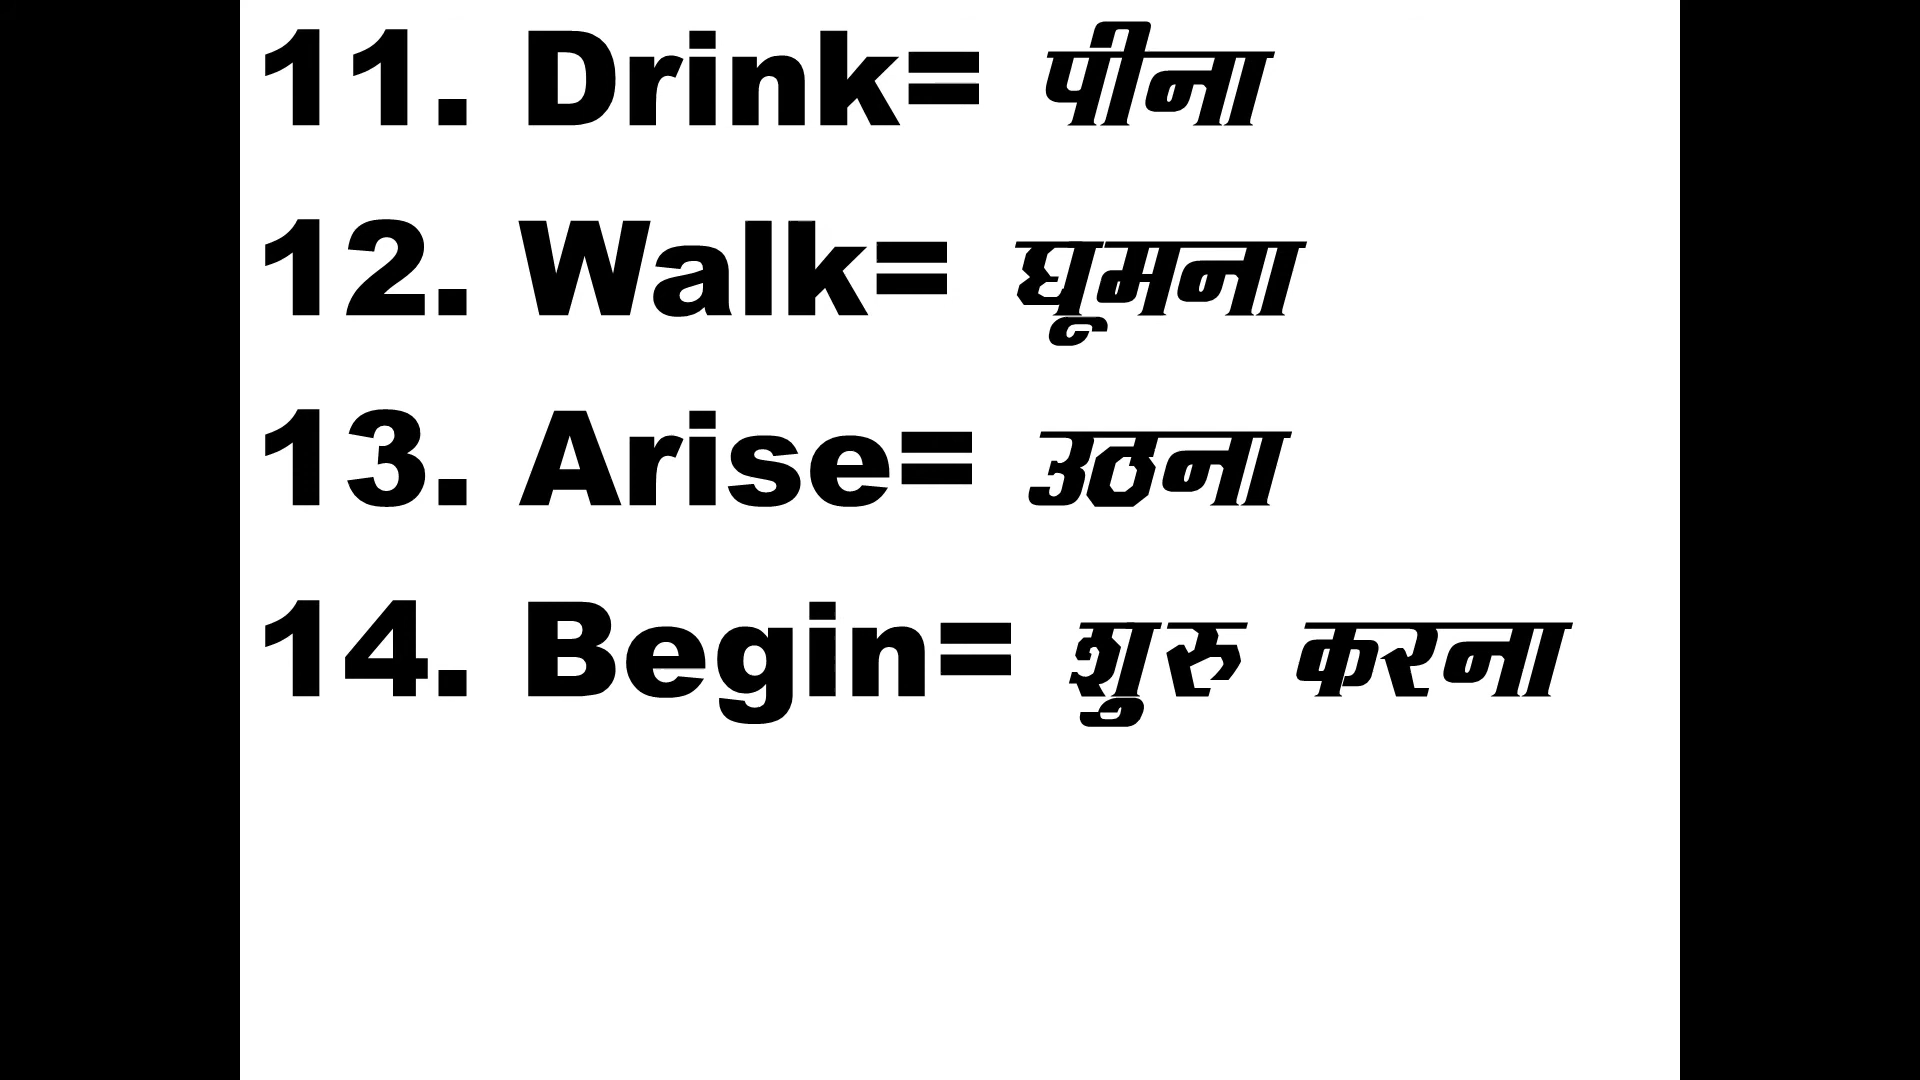 11. Drink= पीना
12. Walk= घूमना
13. Arise= उठना
14. Begin= शुरु करना